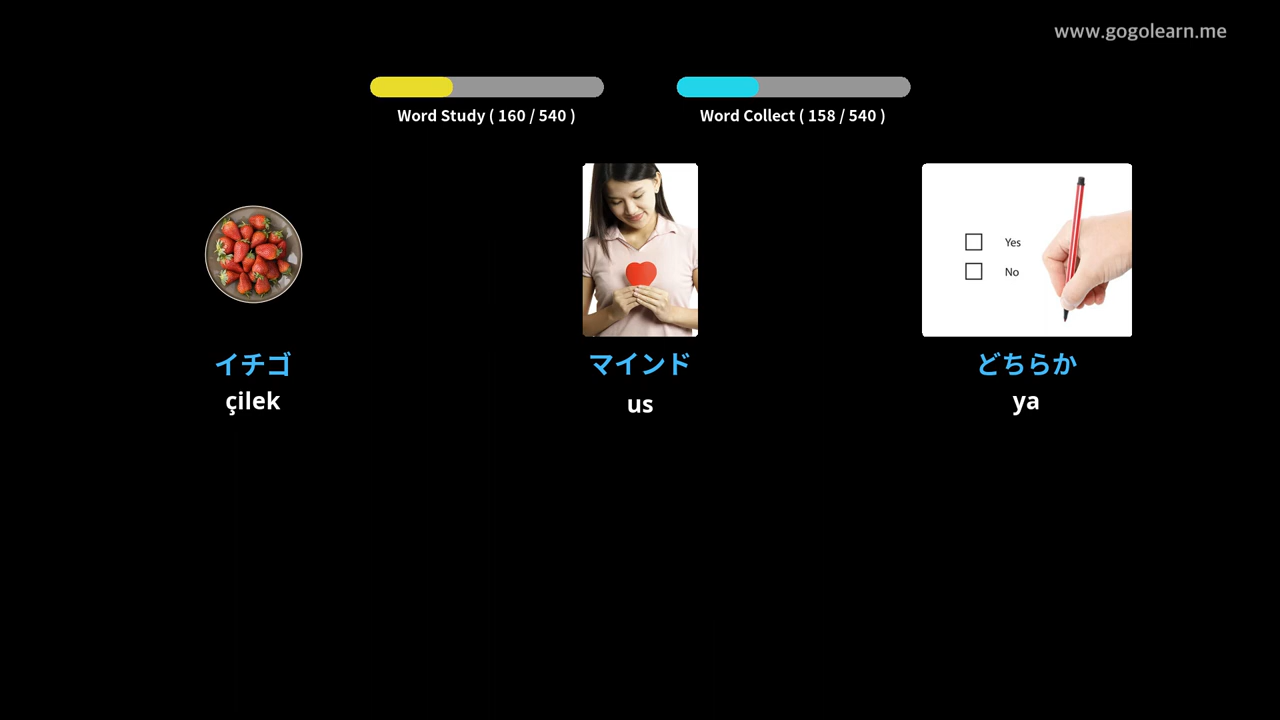 www.gogolearn.me
Word Study ( 160 / 540 )
Word Collect ( 158 / 540 )
Yes
No
イチゴ
çilek
マインド
us
どちらか
ya